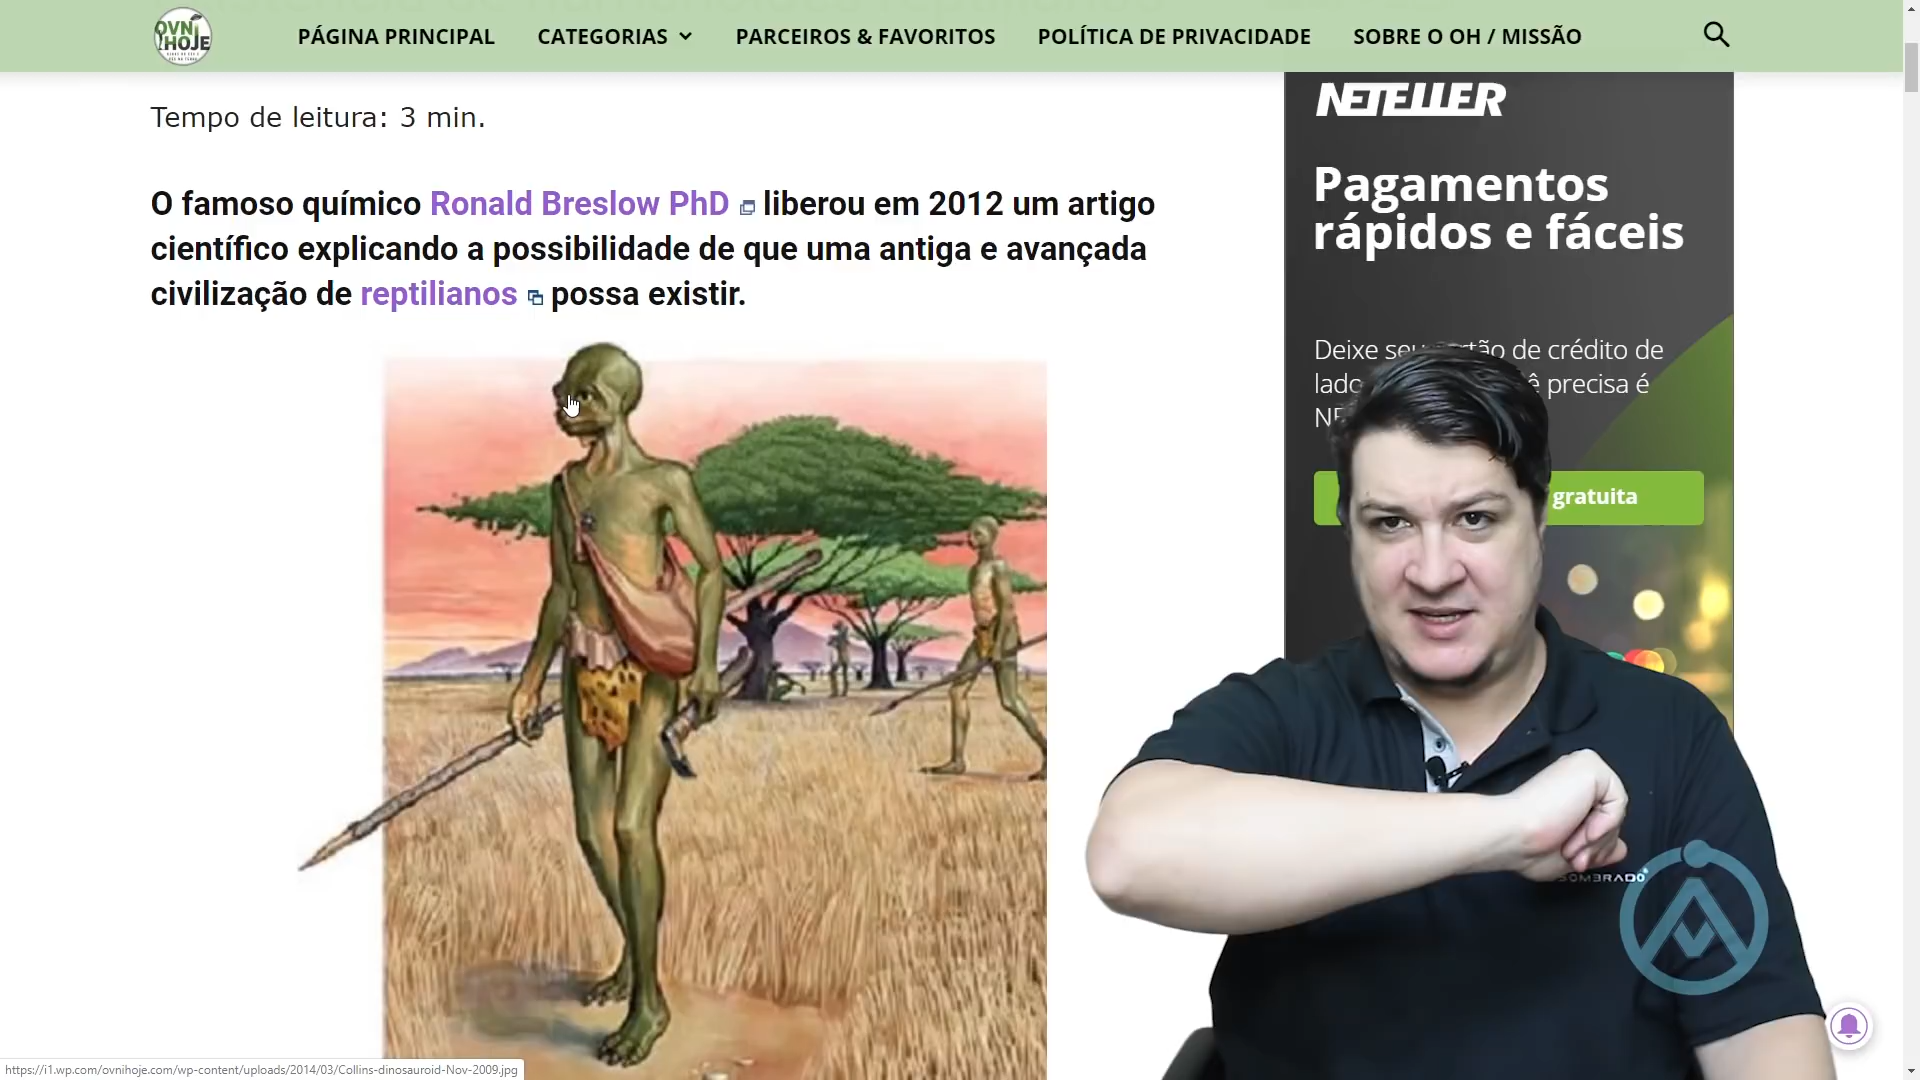 OVNI
HOJE
PÁGINA PRINCIPAL
CATEGORIAS
PARCEIROS & FAVORITOS
POLÍTICA DE PRIVACIDADE
SOBRE O OH / MISSÃO
Tempo de leitura: 3 min.
O famoso químico Ronald Breslow PhD liberou em 2012 um artigo
científico explicando a possibilidade de que uma antiga e avançada
civilização de reptilianos possa existir.
NETELLER
Pagamentos
rápidos e fáceis
Deixe de crédito de
lado precisa é
gratuita
https://i1.wp.com/ovnihoje.com/wp-content/uploads/2014/03/Collins-dinosauroid-Nov-2009.jpg